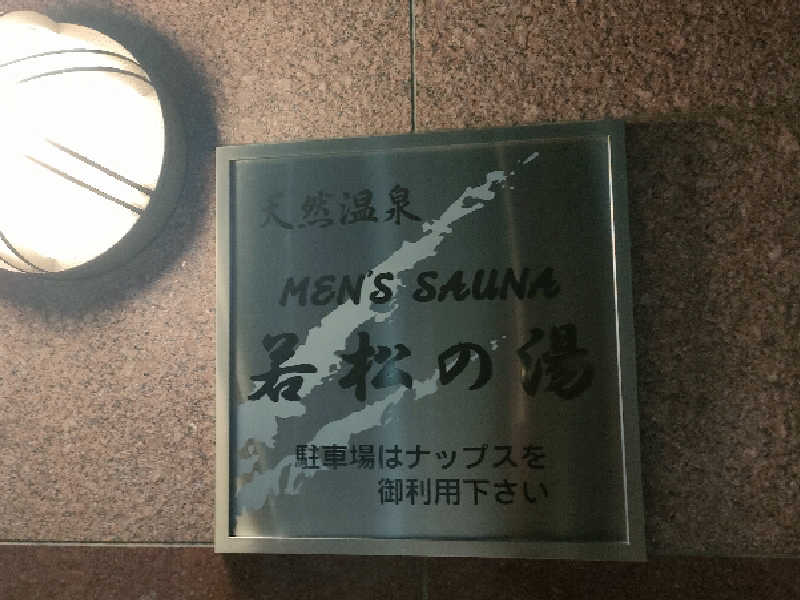 天然温泉
MEN'S SAUNA
若松の湯
駐車場はナップスを
御利用下さい